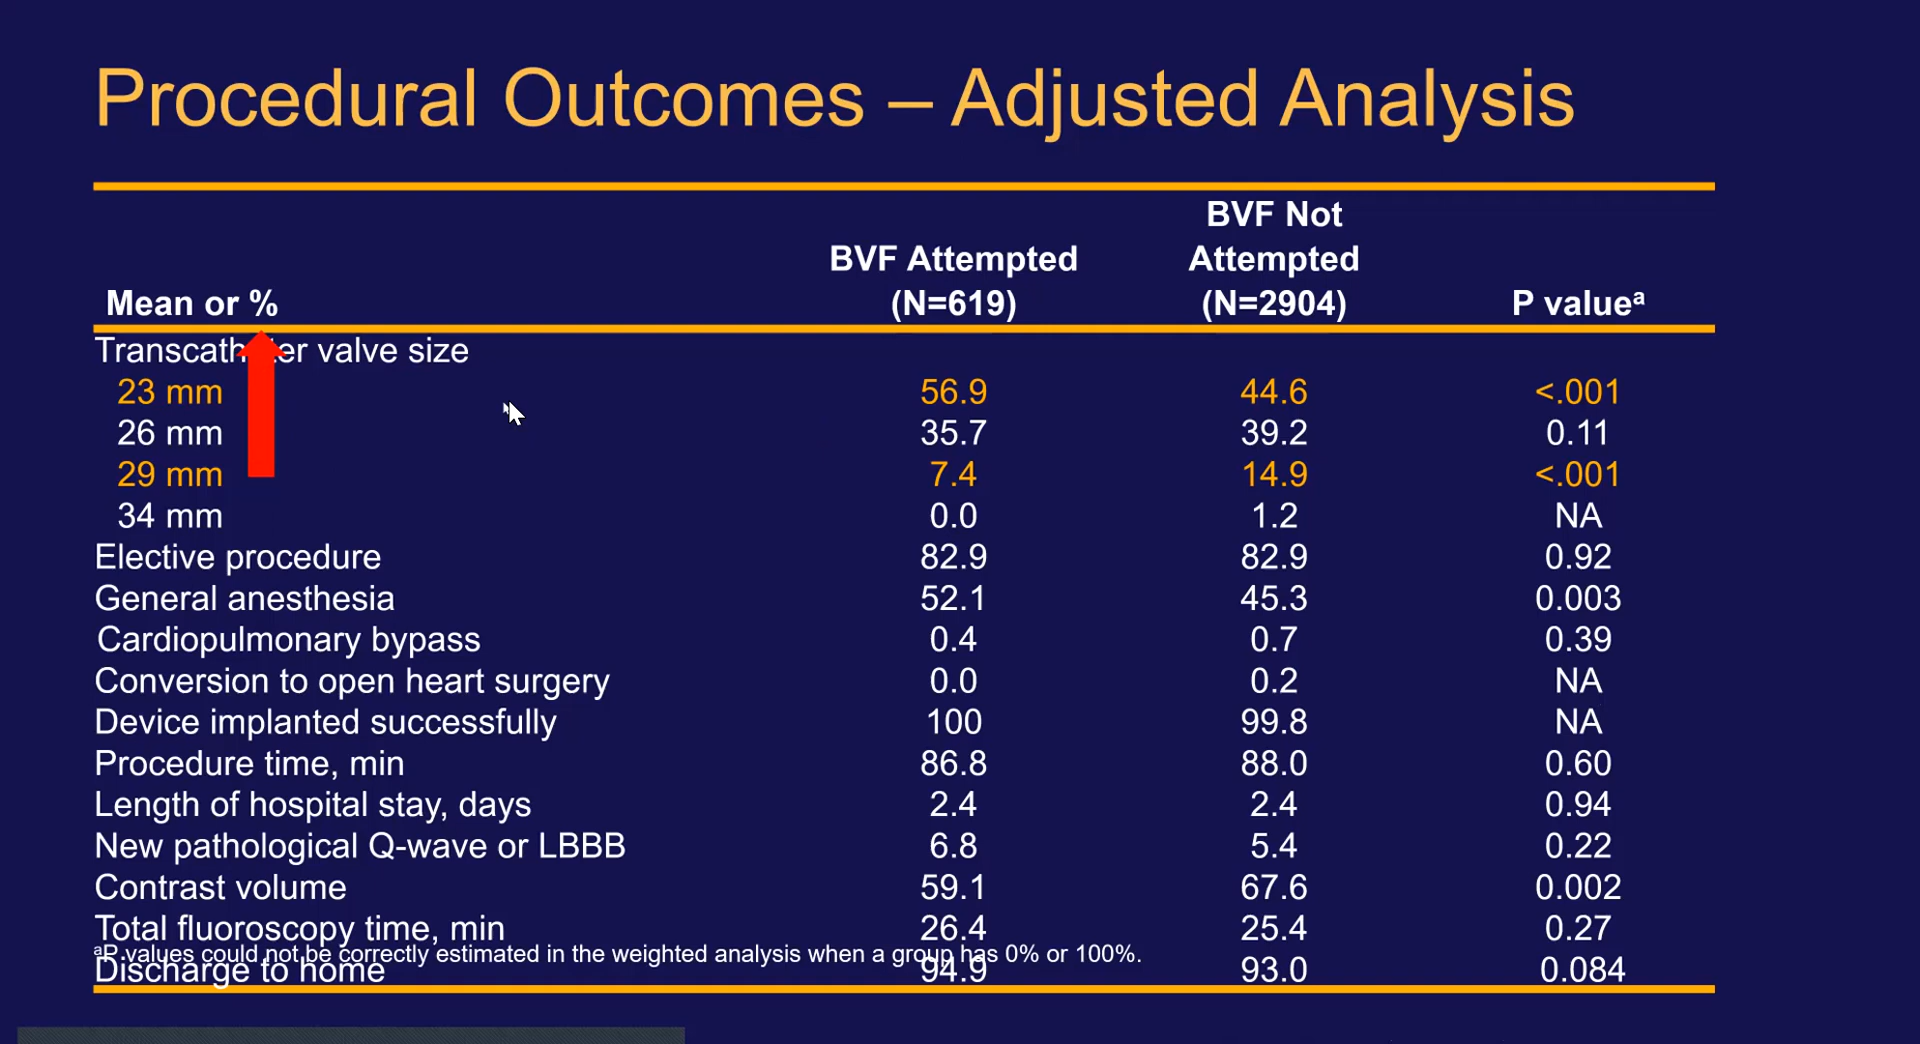 Procedural Outcomes – Adjusted Analysis
Mean or % BVF Attempted (N=619) BVF Not Attempted (N=2904) P valueᵃ
Transcatheter valve size
23 mm 56.9 44.6 <.001
26 mm 35.7 39.2 0.11
29 mm 7.4 14.9 <.001
34 mm 0.0 1.2 NA
Elective procedure 82.9 82.9 0.92
General anesthesia 52.1 45.3 0.003
Cardiopulmonary bypass 0.4 0.7 0.39
Conversion to open heart surgery 0.0 0.2 NA
Device implanted successfully 100 99.8 NA
Procedure time, min 86.8 88.0 0.60
Length of hospital stay, days 2.4 2.4 0.94
New pathological Q-wave or LBBB 6.8 5.4 0.22
Contrast volume 59.1 67.6 0.002
Total fluoroscopy time, min 26.4 25.4 0.27
ᵃP values could not be correctly estimated in the weighted analysis when a group has 0% or 100%.
Discharge to home 94.9 93.0 0.084